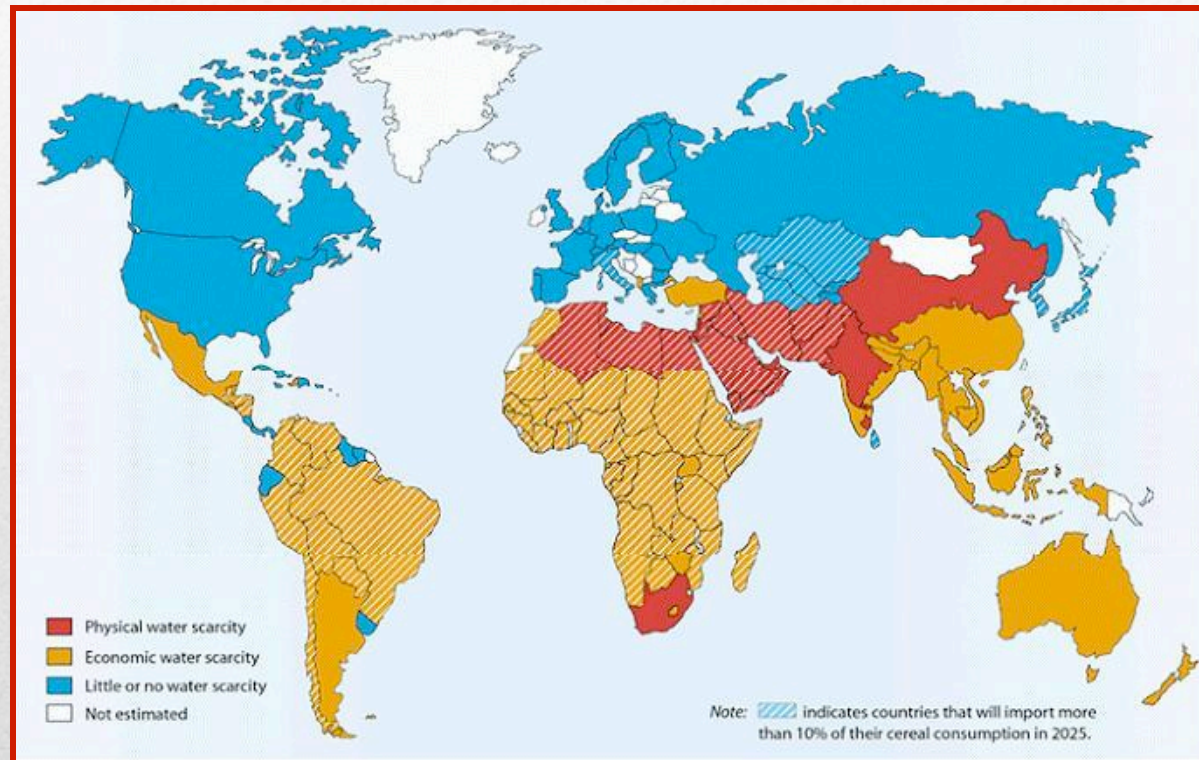 Physical water scarcity
Economic water scarcity
Little or no water scarcity
Not estimated
Note: indicates countries that will import more
than 10% of their cereal consumption in 2025.